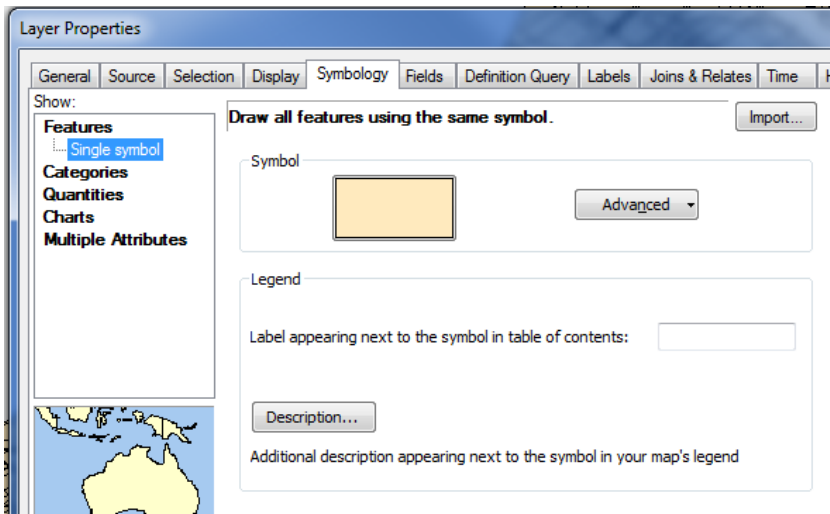 Layer Properties
General Source Selection Display Symbology Fields Definition Query Labels Joins & Relates Time
Show:
Features
Single symbol
Categories
Quantities
Charts
Multiple Attributes
Draw all features using the same symbol.
Import...
Symbol
Advanced
Legend
Label appearing next to the symbol in table of contents:
Description...
Additional description appearing next to the symbol in your map's legend